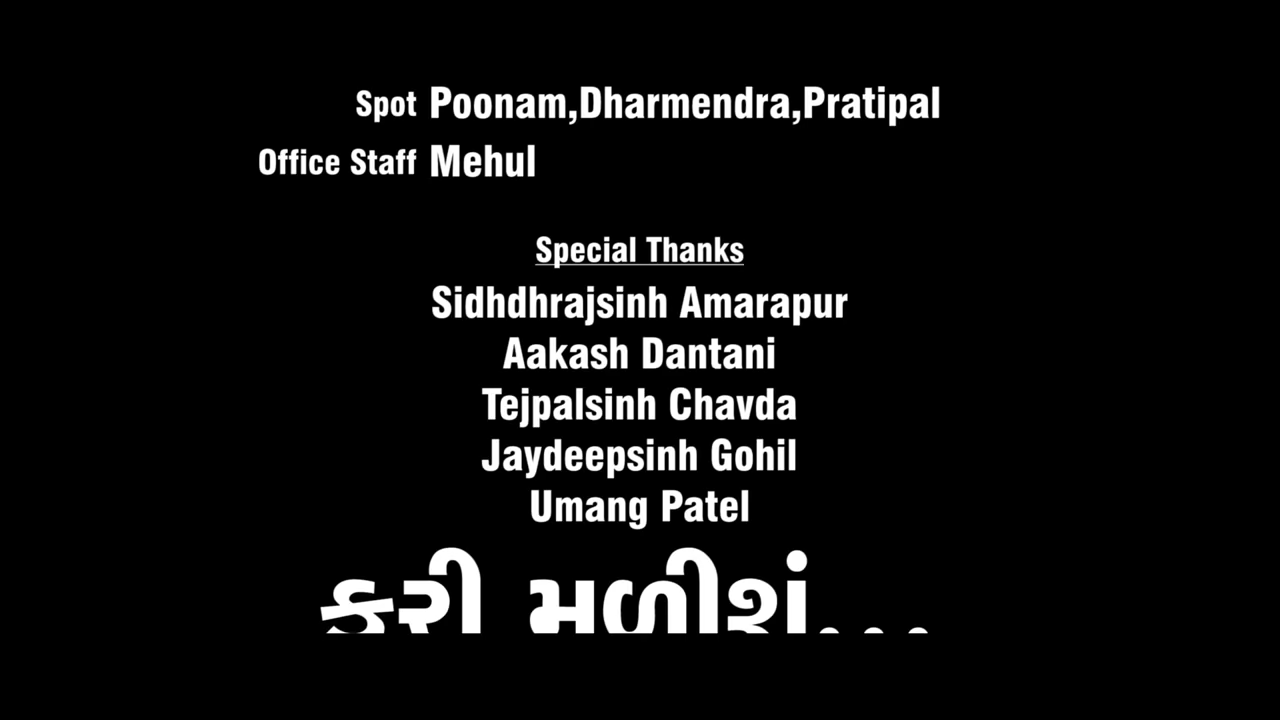 Spot Poonam,Dharmendra,Pratipal
Office Staff Mehul
Special Thanks
Sidhdhrajsinh Amarapur
Aakash Dantani
Tejpalsinh Chavda
Jaydeepsinh Gohil
Umang Patel
ફરી મળીશું...